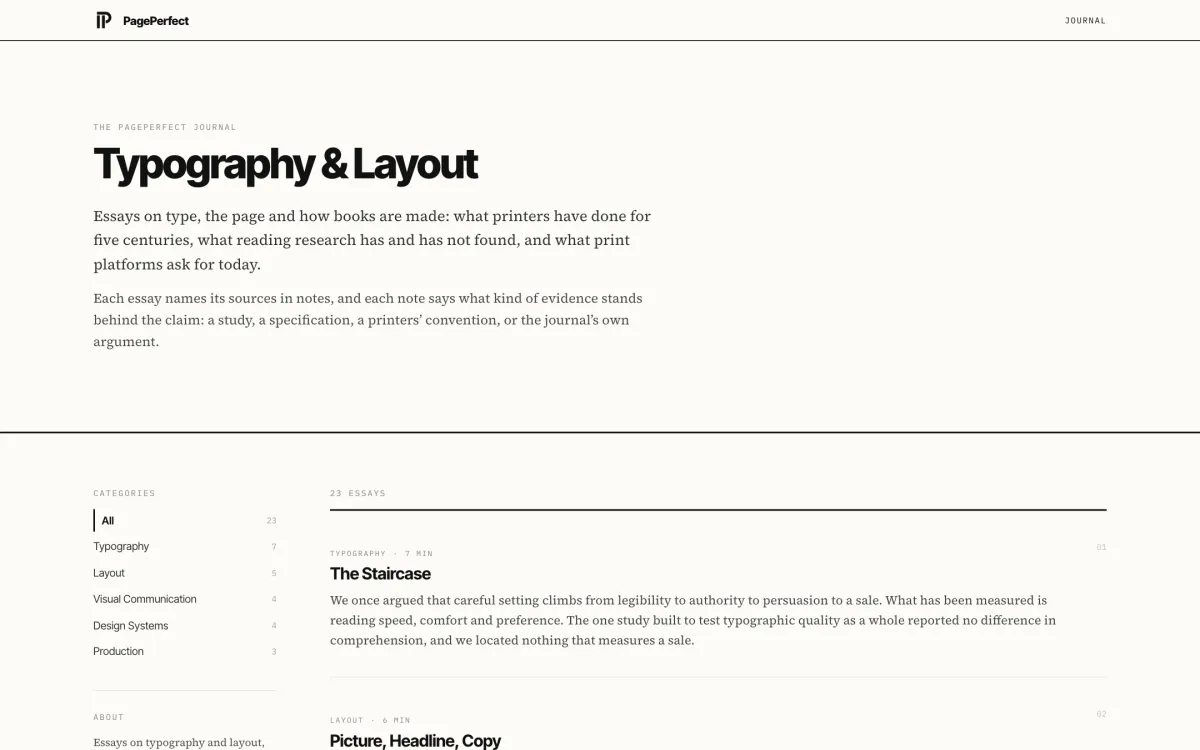 PagePerfect
JOURNAL
THE PAGEPERFECT JOURNAL
Typography & Layout
Essays on type, the page and how books are made: what printers have done for
five centuries, what reading research has and has not found, and what print
platforms ask for today.
Each essay names its sources in notes, and each note says what kind of evidence stands
behind the claim: a study, a specification, a printers’ convention, or the journal’s own
argument.
CATEGORIES
All 23
Typography 7
Layout 5
Visual Communication 4
Design Systems 4
Production 3
ABOUT
Essays on typography and layout,
23 ESSAYS
01
TYPOGRAPHY · 7 MIN
The Staircase
We once argued that careful setting climbs from legibility to authority to persuasion to a sale. What has been measured is
reading speed, comfort and preference. The one study built to test typographic quality as a whole reported no difference in
comprehension, and we located nothing that measures a sale.
02
LAYOUT · 6 MIN
Picture, Headline, Copy